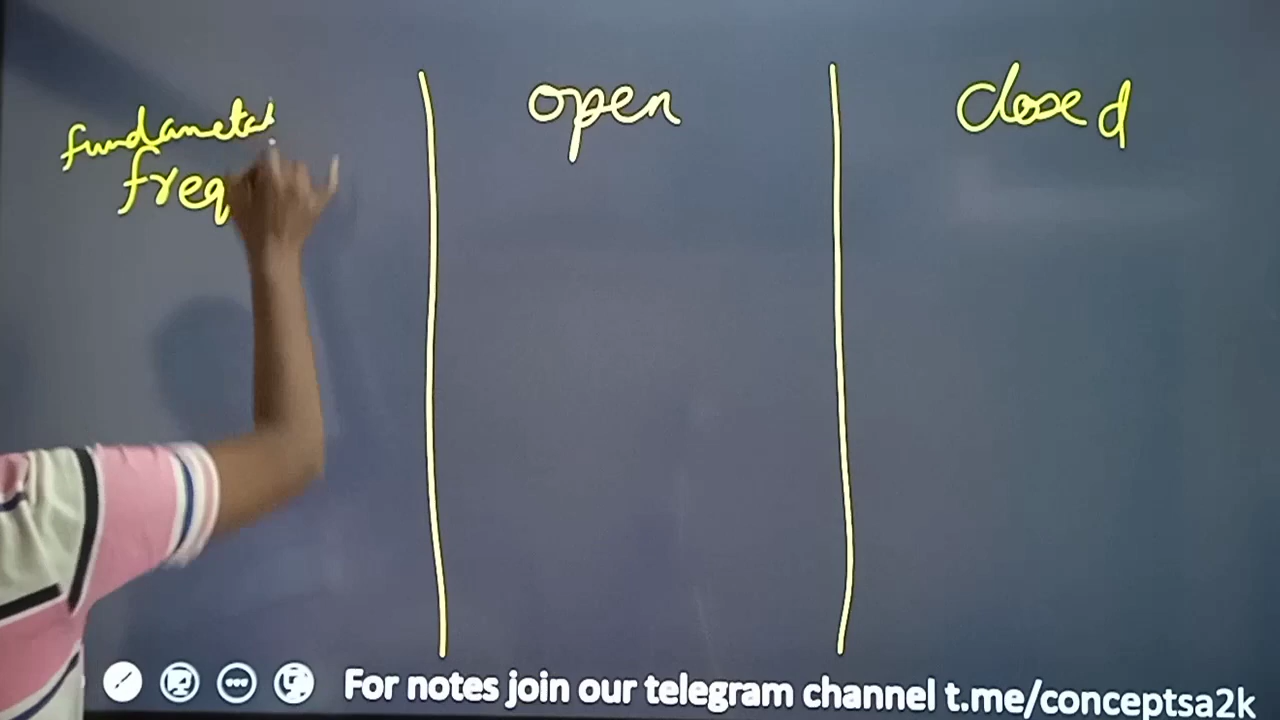 open
closed
fundametal
freq
For notes join our telegram channel t.me/conceptsa2k